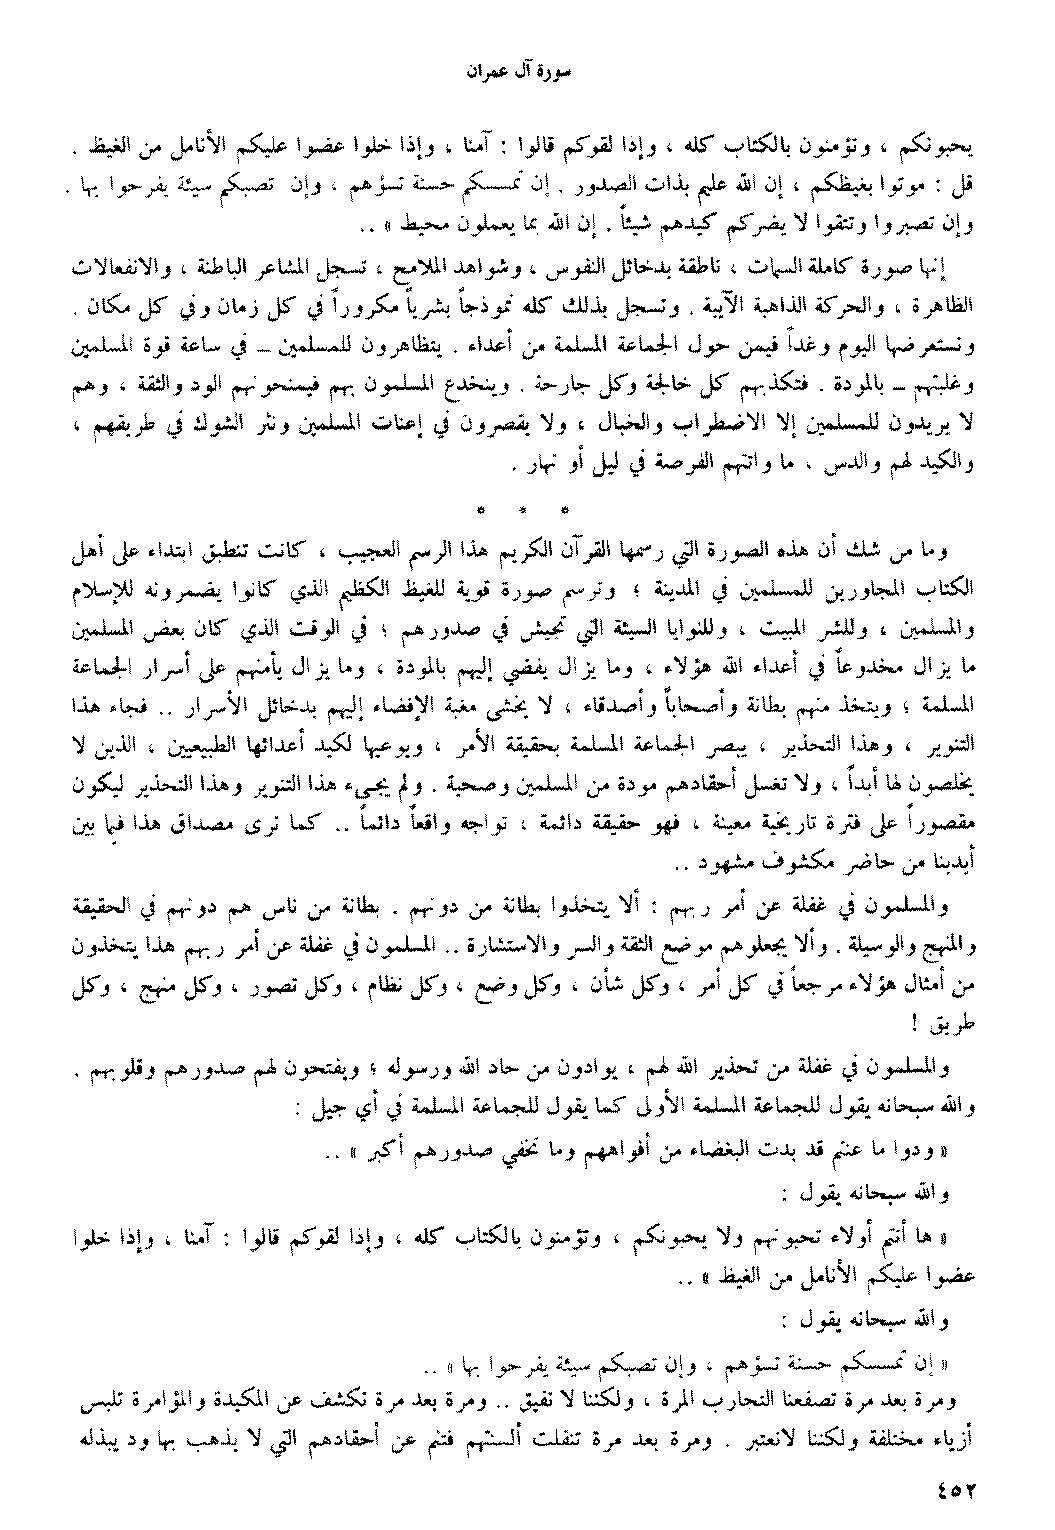 سورة آل عمران
يحبونكم ، وتؤمنون بالكتاب كله ، وإذا لقوكم قالوا : آمنا ، وإذا خلوا عضوا عليكم الأنامل من الغيظ .
قل : موتوا بغيظكم ، إن الله عليم بذات الصدور . إن تمسسكم حسنة تسؤهم ، وإن تصبكم سيئة يفرحوا بها .
وإن تصبروا وتتقوا لا يضركم كيدهم شيئاً . إن الله بما يعملون محيط » ..
إنها صورة كاملة السمات ، ناطقة بدخائل النفوس ، وشواهد الملامح ، تسجل المشاعر الباطنة ، والانفعالات
الظاهرة ، والحركة الذاهبة الآيبة . وتسجل بذلك كله نموذجاً بشرياً مكروراً في كل زمان وفي كل مكان .
ونستعرضها اليوم وغداً فيمن حول الجماعة المسلمة من أعداء . يتظاهرون للمسلمين – في ساعة قوة المسلمين
وغلبتهم – بالمودة . فتكذبهم كل خالجة وكل جارحة . وينخدع المسلمون بهم فيمنحونهم الود والثقة ، وهم
لا يريدون للمسلمين إلا الاضطراب والخبال ، ولا يقصرون في إعنات المسلمين ونثر الشوك في طريقهم ،
والكيد لهم والدس ، ما واتتهم الفرصة في ليل أو نهار .
* * *
وما من شك أن هذه الصورة التي رسمها القرآن الكريم هذا الرسم العجيب ، كانت تنطبق ابتداء على أهل
الكتاب المجاورين للمسلمين في المدينة ؛ وترسم صورة قوية للغيظ الكظيم الذي كانوا يضمرونه للإسلام
والمسلمين ، وللشر المبيت ، وللنوايا السيئة التي تجيش في صدورهم ؛ في الوقت الذي كان بعض المسلمين
ما يزال مخدوعاً في أعداء الله هؤلاء ، وما يزال يفضي إليهم بالمودة ، وما يزال يأمنهم على أسرار الجماعة
المسلمة ؛ ويتخذ منهم بطانة وأصحاباً وأصدقاء ، لا يخشى مغبة الإفضاء إليهم بدخائل الأسرار .. فجاء هذا
التنوير ، وهذا التحذير ، يبصر الجماعة المسلمة بحقيقة الأمر ، ويوعيها لكيد أعدائها الطبيعيين ، الذين لا
يخلصون لها أبداً ، ولا تغسل أحقادهم مودة من المسلمين وصحبة . ولم يجيء هذا التنوير وهذا التحذير ليكون
مقصوراً على فترة تاريخية معينة ، فهو حقيقة دائمة ، تواجه واقعاً دائماً .. كما نرى مصداق هذا فيما بين
أيدينا من حاضر مكشوف مشهود ..
والمسلمون في غفلة عن أمر ربهم : ألا يتخذوا بطانة من دونهم . بطانة من ناس هم دونهم في الحقيقة
والمنهج والوسيلة . وألا يجعلوهم موضع الثقة والسر والاستشارة .. المسلمون في غفلة عن أمر ربهم هذا يتخذون
من أمثال هؤلاء مرجعاً في كل أمر ، وكل شأن ، وكل وضع ، وكل نظام ، وكل تصور ، وكل منهج ، وكل
طريق !
والمسلمون في غفلة من تحذير الله لهم ، يوادون من حاد الله ورسوله ؛ ويفتحون لهم صدورهم وقلوبهم .
والله سبحانه يقول للجماعة المسلمة الأولى كما يقول للجماعة المسلمة في أي جيل :
« ودوا ما عنتم قد بدت البغضاء من أفواههم وما تخفي صدورهم أكبر » ..
والله سبحانه يقول :
« ها أنتم أولاء تحبونهم ولا يحبونكم ، وتؤمنون بالكتاب كله ، وإذا لقوكم قالوا : آمنا ، وإذا خلوا
عضوا عليكم الأنامل من الغيظ » ..
والله سبحانه يقول :
« إن تمسسكم حسنة تسؤهم ، وإن تصبكم سيئة يفرحوا بها » ..
ومرة بعد مرة تصفعنا التجارب المرة ، ولكننا لا نفيق .. ومرة بعد مرة نكشف عن المكيدة والمؤامرة تلبس
أزياء مختلفة ولكننا لا نعتبر . ومرة بعد مرة تنفلت ألسنتهم فتنم عن أحقادهم التي لا يذهب بها ود يبذله
٤٥٢